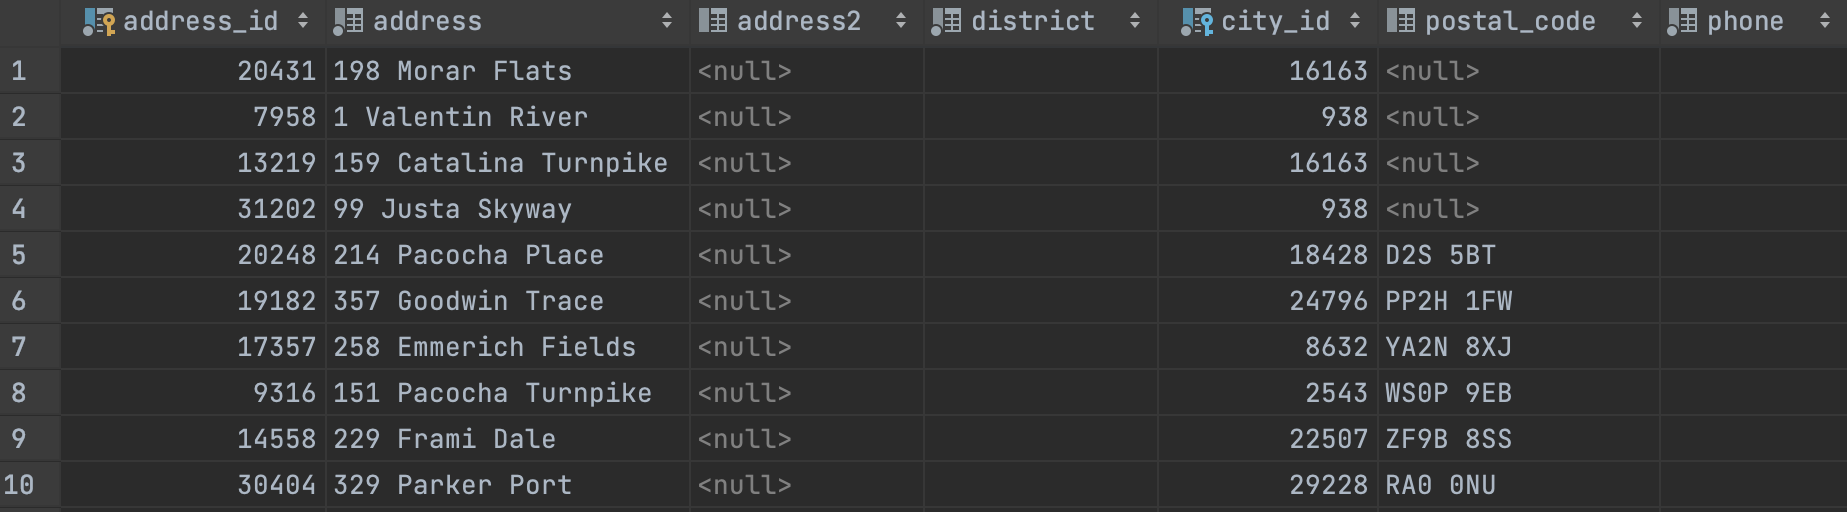 address_id address address2 district city_id postal_code phone
1 20431 198 Morar Flats <null> 16163 <null>
2 7958 1 Valentin River <null> 938 <null>
3 13219 159 Catalina Turnpike <null> 16163 <null>
4 31202 99 Justa Skyway <null> 938 <null>
5 20248 214 Pacocha Place <null> 18428 D2S 5BT
6 19182 357 Goodwin Trace <null> 24796 PP2H 1FW
7 17357 258 Emmerich Fields <null> 8632 YA2N 8XJ
8 9316 151 Pacocha Turnpike <null> 2543 WS0P 9EB
9 14558 229 Frami Dale <null> 22507 ZF9B 8SS
10 30404 329 Parker Port <null> 29228 RA0 0NU